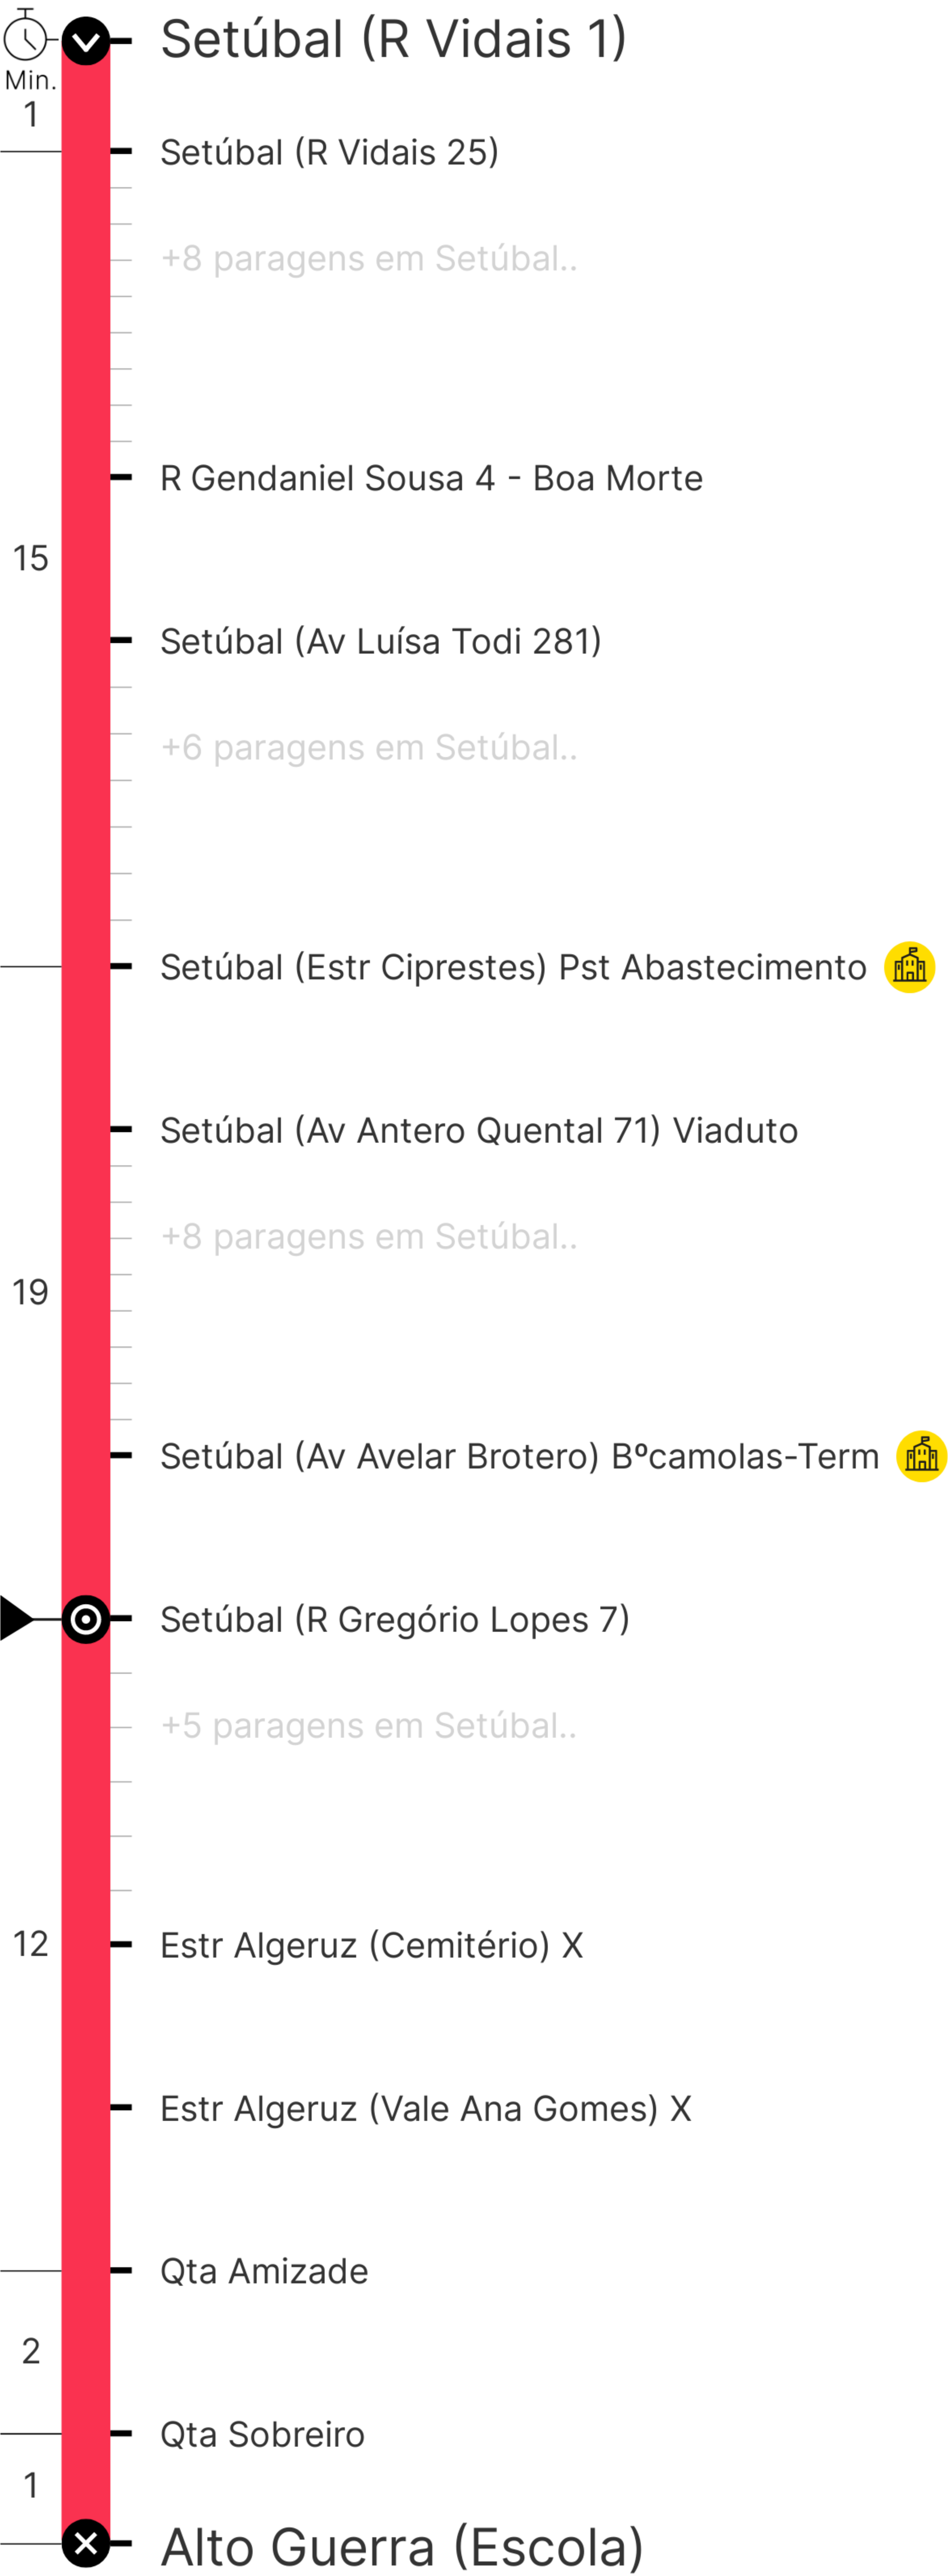 Setúbal (R Vidais 1)
Min.
1
Setúbal (R Vidais 25)
+8 paragens em Setúbal..
R Gendaniel Sousa 4 - Boa Morte
15
Setúbal (Av Luísa Todi 281)
+6 paragens em Setúbal..
Setúbal (Estr Ciprestes) Pst Abastecimento
Setúbal (Av Antero Quental 71) Viaduto
+8 paragens em Setúbal..
19
Setúbal (Av Avelar Brotero) Bºcamolas-Term
Setúbal (R Gregório Lopes 7)
+5 paragens em Setúbal..
12
Estr Algeruz (Cemitério) X
Estr Algeruz (Vale Ana Gomes) X
Qta Amizade
2
Qta Sobreiro
1
Alto Guerra (Escola)